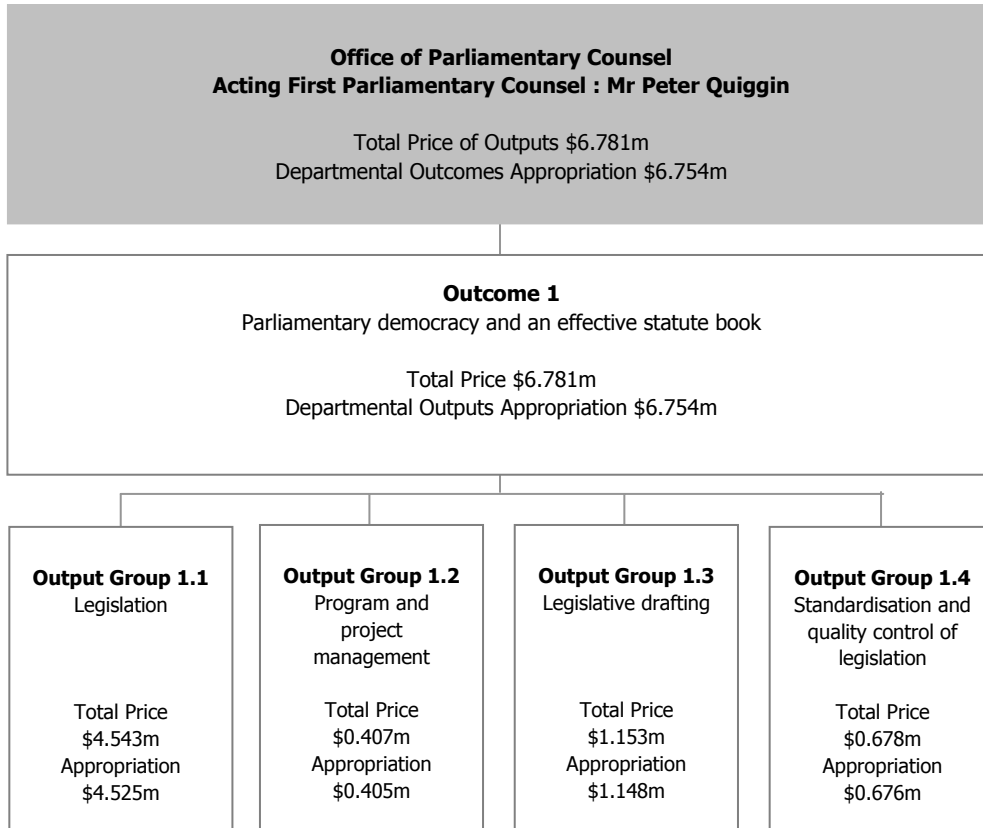 Office of Parliamentary Counsel
Acting First Parliamentary Counsel : Mr Peter Quiggin
Total Price of Outputs $6.781m
Departmental Outcomes Appropriation $6.754m
Outcome 1
Parliamentary democracy and an effective statute book
Total Price $6.781m
Departmental Outputs Appropriation $6.754m
Output Group 1.1
Legislation
Total Price
$4.543m
Appropriation
$4.525m
Output Group 1.2
Program and
project
management
Total Price
$0.407m
Appropriation
$0.405m
Output Group 1.3
Legislative drafting
Total Price
$1.153m
Appropriation
$1.148m
Output Group 1.4
Standardisation and
quality control of
legislation
Total Price
$0.678m
Appropriation
$0.676m